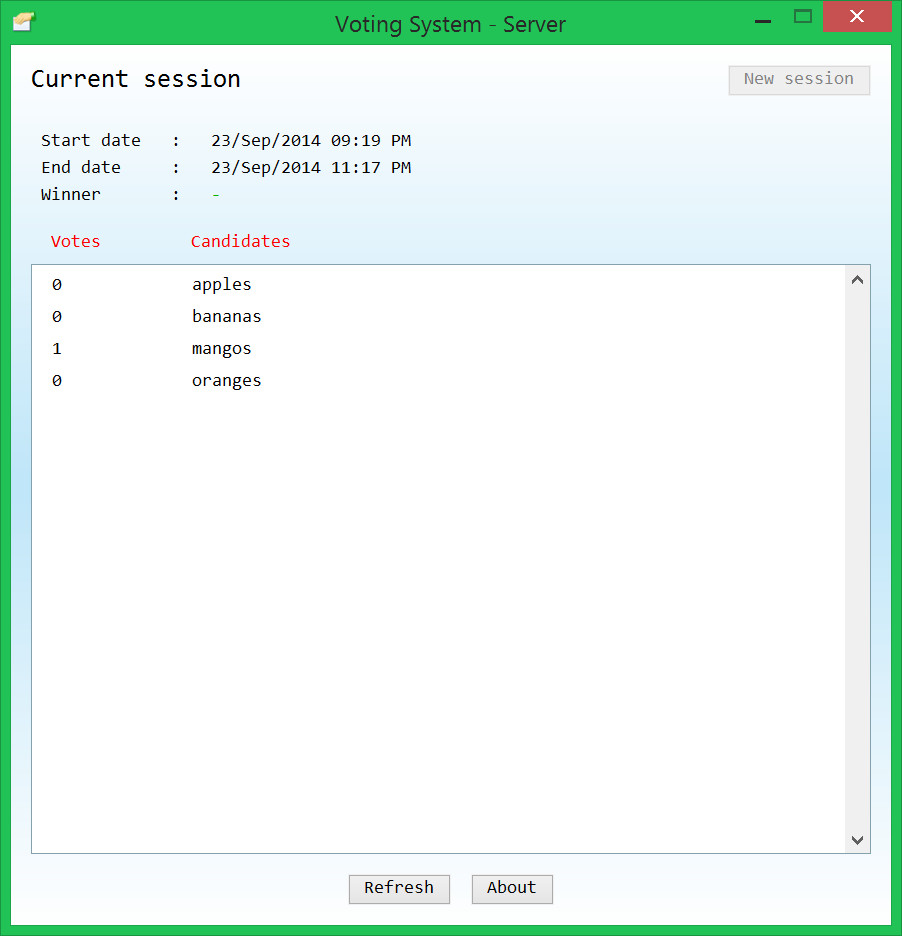 Voting System - Server
Current session
New session
Start date : 23/Sep/2014 09:19 PM
End date : 23/Sep/2014 11:17 PM
Winner : -
Votes Candidates
0 apples
0 bananas
1 mangos
0 oranges
Refresh About